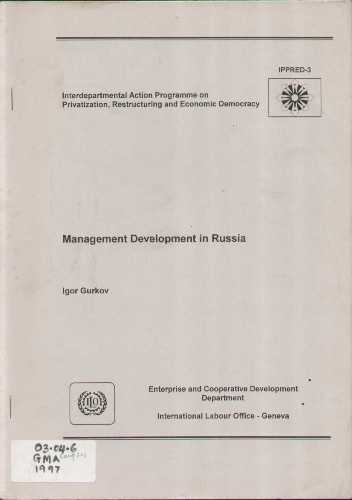 IPPRED-3
Interdepartmental Action Programme on
Privatization, Restructuring and Economic Democracy
Management Development in Russia
Igor Gurkov
Enterprise and Cooperative Development
Department
International Labour Office - Geneva
03.04.6
GMA
1997